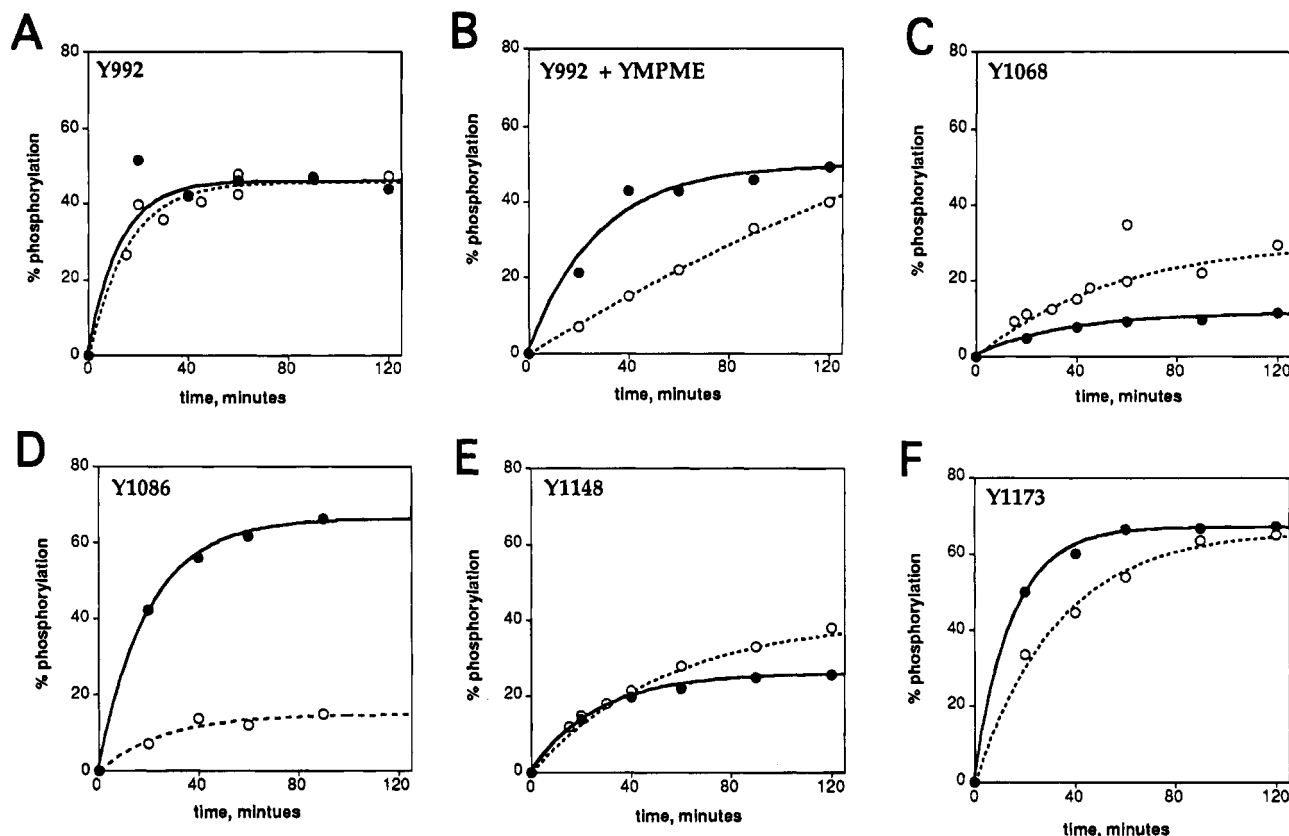 A
80
60
40
20
0
% phosphorylation
Y992
0
40
80
120
time, minutes
B
80
60
40
20
0
% phosphorylation
Y992 + YMPME
0
40
80
120
time, minutes
C
80
60
40
20
0
% phosphorylation
Y1068
0
40
80
120
time, minutes
D
80
60
40
20
0
% phosphorylation
Y1086
0
40
80
120
time, mintues
E
80
60
40
20
0
% phosphorylation
Y1148
0
40
80
120
time, minutes
F
80
60
40
20
0
% phosphorylation
Y1173
0
40
80
120
time, minutes